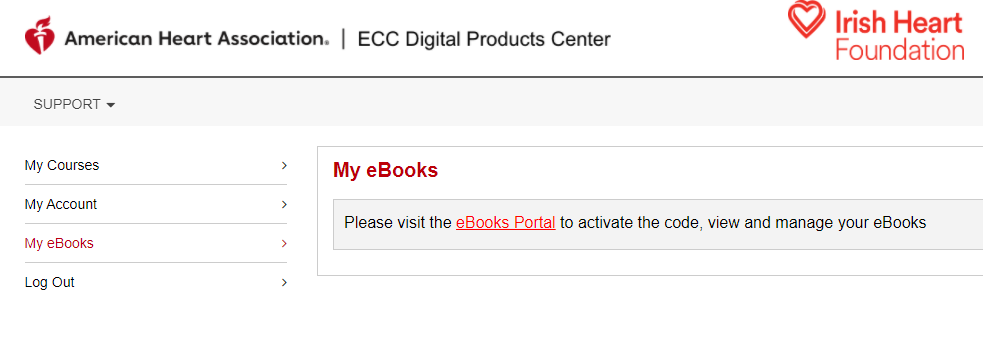 American Heart Association. | ECC Digital Products Center
Irish Heart
Foundation
SUPPORT
My Courses
My Account
My eBooks
Log Out
My eBooks
Please visit the eBooks Portal to activate the code, view and manage your eBooks